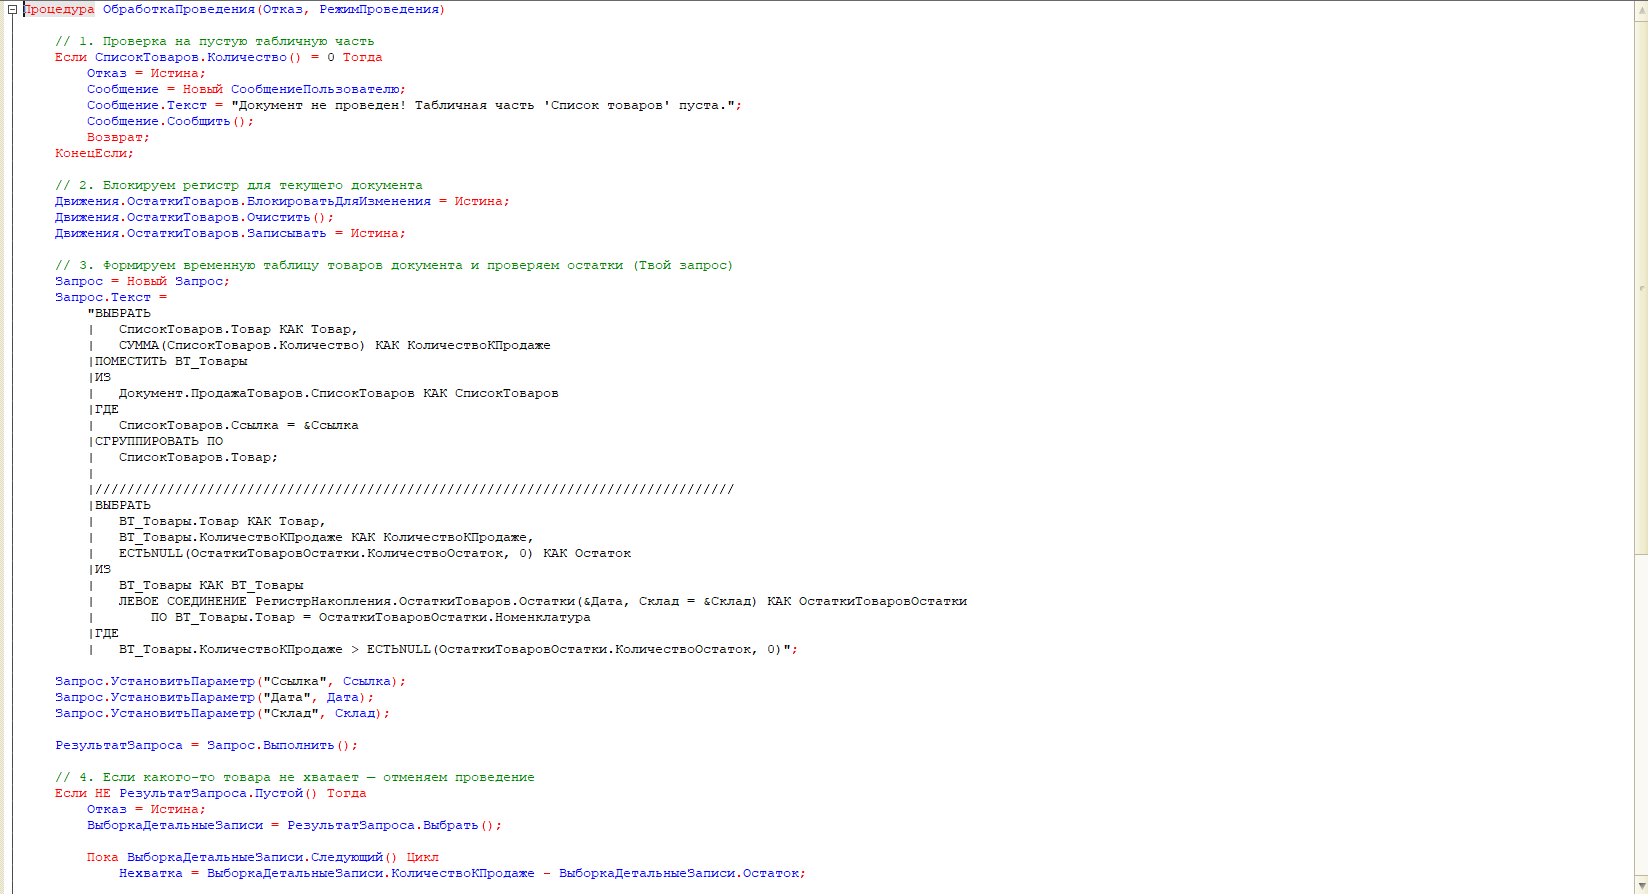 Процедура ОбработкаПроведения(Отказ, РежимПроведения)
// 1. Проверка на пустую табличную часть
Если СписокТоваров.Количество() = 0 Тогда
Отказ = Истина;
Сообщение = Новый СообщениеПользователю;
Сообщение.Текст = "Документ не проведен! Табличная часть 'Список товаров' пуста.";
Сообщение.Сообщить();
Возврат;
КонецЕсли;
// 2. Блокируем регистр для текущего документа
Движения.ОстаткиТоваров.БлокироватьДляИзменения = Истина;
Движения.ОстаткиТоваров.Очистить();
Движения.ОстаткиТоваров.Записывать = Истина;
// 3. Формируем временную таблицу товаров документа и проверяем остатки (Твой запрос)
Запрос = Новый Запрос;
Запрос.Текст =
"ВЫБРАТЬ
|   СписокТоваров.Товар КАК Товар,
|   СУММА(СписокТоваров.Количество) КАК КоличествоКПродаже
|ПОМЕСТИТЬ ВТ_Товары
|ИЗ
|   Документ.ПродажаТоваров.СписокТоваров КАК СписокТоваров
|ГДЕ
|   СписокТоваров.Ссылка = &Ссылка
|СГРУППИРОВАТЬ ПО
|   СписокТоваров.Товар;
|
|////////////////////////////////////////////////////////////////////////////////
|ВЫБРАТЬ
|   ВТ_Товары.Товар КАК Товар,
|   ВТ_Товары.КоличествоКПродаже КАК КоличествоКПродаже,
|   ЕСТЬNULL(ОстаткиТоваровОстатки.КоличествоОстаток, 0) КАК Остаток
|ИЗ
|   ВТ_Товары КАК ВТ_Товары
|   ЛЕВОЕ СОЕДИНЕНИЕ РегистрНакопления.ОстаткиТоваров.Остатки(&Дата, Склад = &Склад) КАК ОстаткиТоваровОстатки
|       ПО ВТ_Товары.Товар = ОстаткиТоваровОстатки.Номенклатура
|ГДЕ
|   ВТ_Товары.КоличествоКПродаже > ЕСТЬNULL(ОстаткиТоваровОстатки.КоличествоОстаток, 0)";
Запрос.УстановитьПараметр("Ссылка", Ссылка);
Запрос.УстановитьПараметр("Дата", Дата);
Запрос.УстановитьПараметр("Склад", Склад);
РезультатЗапроса = Запрос.Выполнить();
// 4. Если какого-то товара не хватает — отменяем проведение
Если НЕ РезультатЗапроса.Пустой() Тогда
Отказ = Истина;
ВыборкаДетальныеЗаписи = РезультатЗапроса.Выбрать();
Пока ВыборкаДетальныеЗаписи.Следующий() Цикл
Нехватка = ВыборкаДетальныеЗаписи.КоличествоКПродаже - ВыборкаДетальныеЗаписи.Остаток;